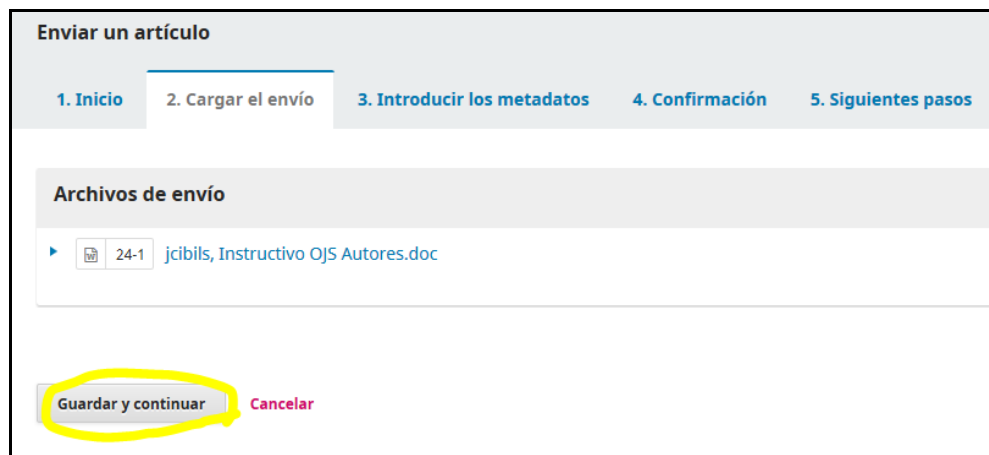 Enviar un artículo
1. Inicio 2. Cargar el envío 3. Introducir los metadatos 4. Confirmación 5. Siguientes pasos
Archivos de envío
24-1 jcibils, Instructivo OJS Autores.doc
Guardar y continuar Cancelar